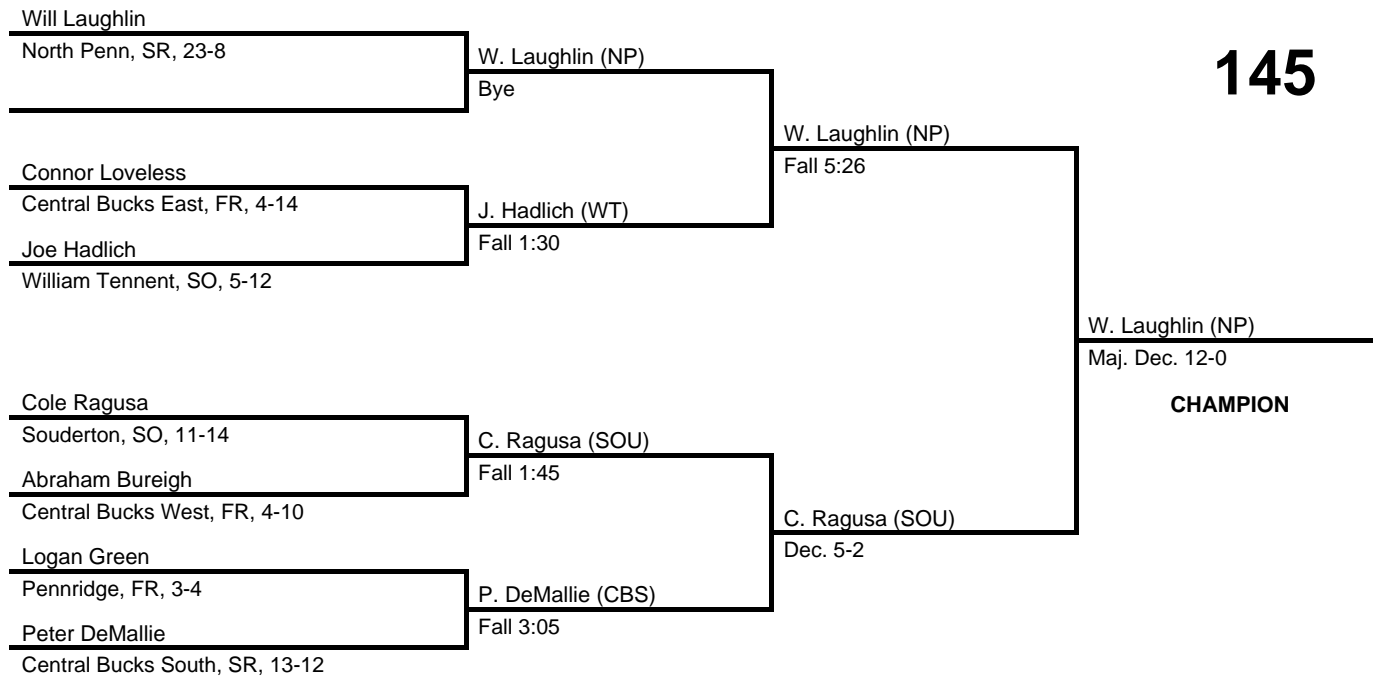 Will Laughlin
North Penn, SR, 23-8
W. Laughlin (NP)
Bye
145
W. Laughlin (NP)
Fall 5:26
Connor Loveless
Central Bucks East, FR, 4-14
J. Hadlich (WT)
Fall 1:30
Joe Hadlich
William Tennent, SO, 5-12
W. Laughlin (NP)
Maj. Dec. 12-0
CHAMPION
Cole Ragusa
Souderton, SO, 11-14
C. Ragusa (SOU)
Fall 1:45
Abraham Bureigh
Central Bucks West, FR, 4-10
C. Ragusa (SOU)
Dec. 5-2
Logan Green
Pennridge, FR, 3-4
P. DeMallie (CBS)
Fall 3:05
Peter DeMallie
Central Bucks South, SR, 13-12